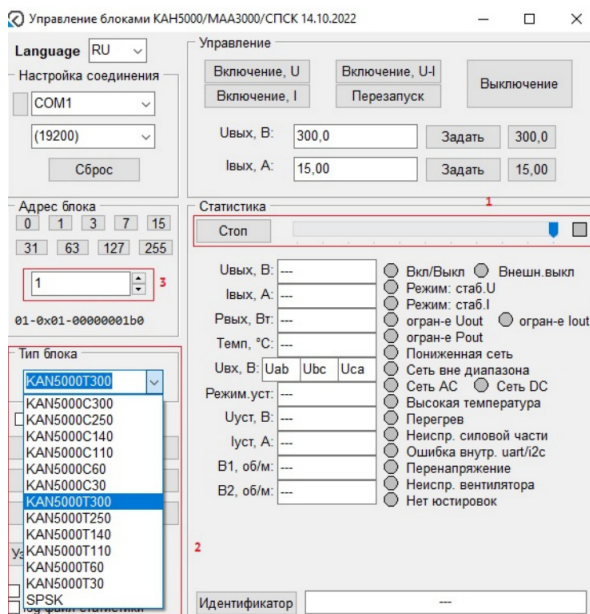 Управление блоками КАН5000/МАА3000/СПСК 14.10.2022
Language RU
Настройка соединения
COM1
(19200)
Сброс
Управление
Включение, U
Включение, U-I
Выключение
Включение, I
Перезапуск
Uвых, В: 300,0 Задать 300,0
Iвых, А: 15,00 Задать 15,00
Адрес блока
0 1 3 7 15
31 63 127 255
1
3
01-0x01-00000001b0
Статистика
1
Стоп
Uвых, В: ---
Iвых, А: ---
Рвых, Вт: ---
Темп, °С: ---
Uвх, В: Uab Ubc Uca
Режим.уст: ---
Uуст, В: ---
Iуст, А: ---
В1, об/м: ---
В2, об/м: ---
Вкл/Выкл Внешн.выкл
Режим: стаб.U
Режим: стаб.I
огран-е Uout огран-е Iout
огран-е Pout
Пониженная сеть
Сеть вне диапазона
Сеть AC Сеть DC
Высокая температура
Перегрев
Неиспр. силовой части
Ошибка внутр. uart/i2c
Перенапряжение
Неиспр. вентилятора
Нет юстировок
Тип блока
KAN5000T300
KAN5000C300
KAN5000C250
KAN5000C140
KAN5000C110
KAN5000C60
KAN5000C30
KAN5000T300
KAN5000T250
KAN5000T140
KAN5000T110
KAN5000T60
KAN5000T30
SPSK
2
Идентификатор ---